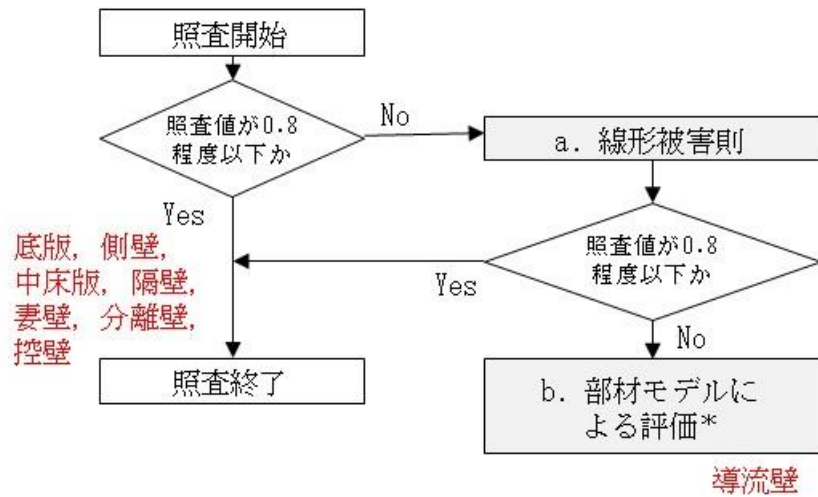 照査開始
照査値が0.8
程度以下か
No
a. 線形被害則
Yes
底版, 側壁,
中床版, 隔壁,
妻壁, 分離壁,
控壁
照査値が0.8
程度以下か
Yes
No
照査終了
b. 部材モデルに
よる評価*
導流壁